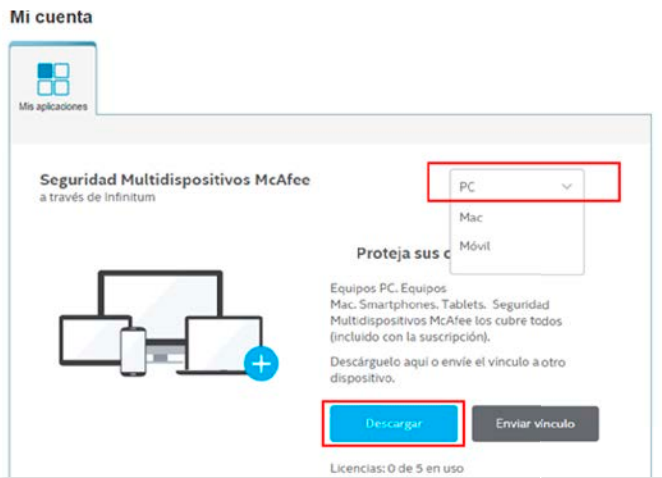 Mi cuenta
Mis aplicaciones
Seguridad Multidispositivos McAfee
a través de Infinitum
PC
Mac
Móvil
Proteja sus
Equipos PC. Equipos
Mac. Smartphones. Tablets. Seguridad
Multidispositivos McAfee los cubre todos
(incluido con la suscripción).
Descárguelo aquí o envíe el vínculo a otro
dispositivo.
Descargar
Enviar vínculo
Licencias: 0 de 5 en uso